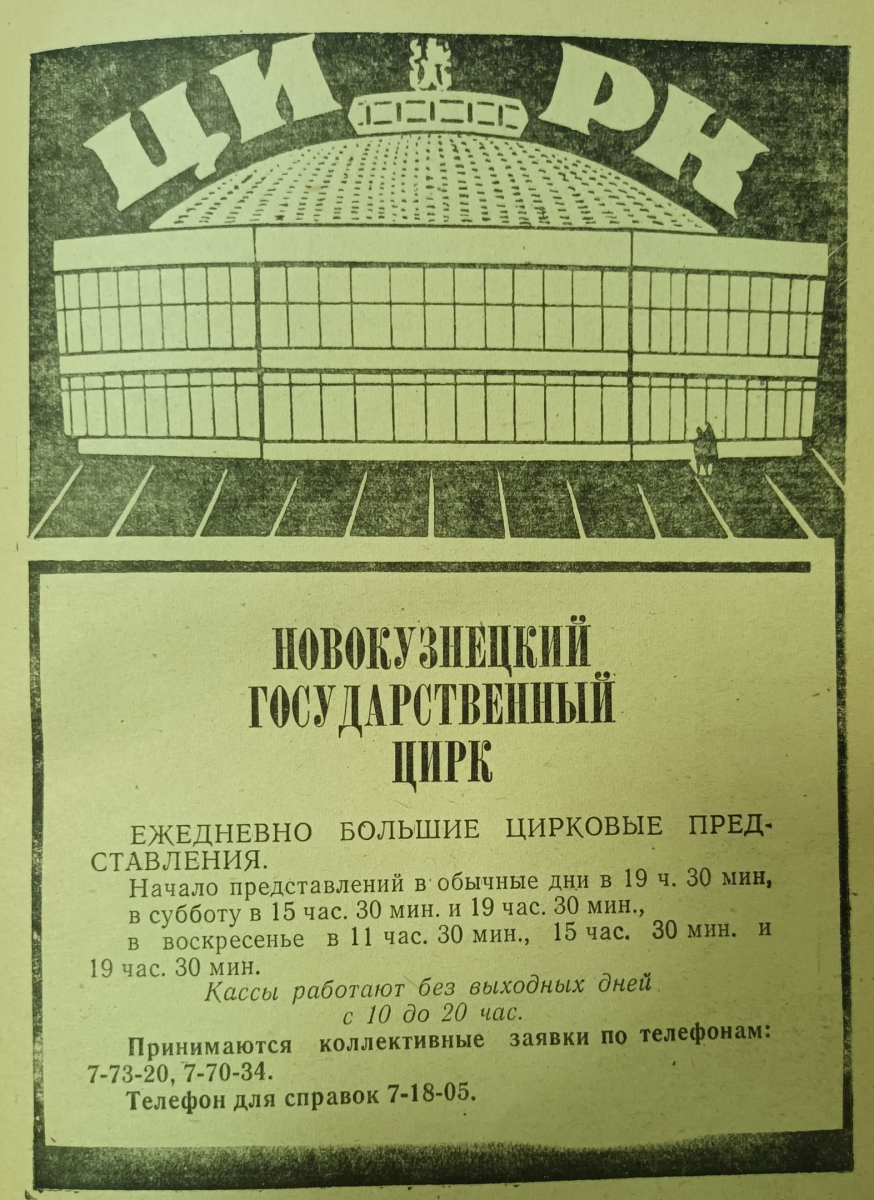 ЦИРК
НОВОКУЗНЕЦКИЙ
ГОСУДАРСТВЕННЫЙ
ЦИРК
ЕЖЕДНЕВНО БОЛЬШИЕ ЦИРКОВЫЕ ПРЕД-
СТАВЛЕНИЯ.
Начало представлений в обычные дни в 19 ч. 30 мин,
в субботу в 15 час. 30 мин. и 19 час. 30 мин.,
в воскресенье в 11 час. 30 мин., 15 час. 30 мин. и
19 час. 30 мин.
Кассы работают без выходных дней
с 10 до 20 час.
Принимаются коллективные заявки по телефонам:
7-73-20, 7-70-34.
Телефон для справок 7-18-05.